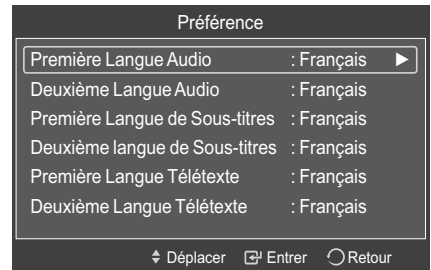 Préférence
Première Langue Audio : Français ►
Deuxième Langue Audio : Français
Première Langue de Sous-titres : Français
Deuxième langue de Sous-titres : Français
Première Langue Télétexte : Français
Deuxième Langue Télétexte : Français
Déplacer Entrer Retour